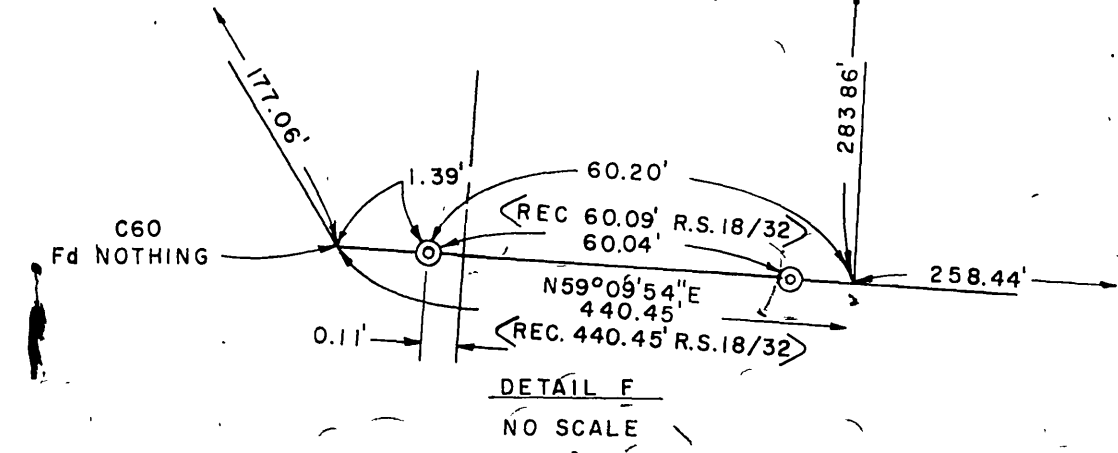 177.06'
283.86'
1.39'
60.20'
<REC 60.09' R.S.18/32>
60.04'
C60
Fd NOTHING
258.44'
N59°09'54"E
440.45'
<REC. 440.45' R.S.18/32>
0.11'
DETAIL F
NO SCALE